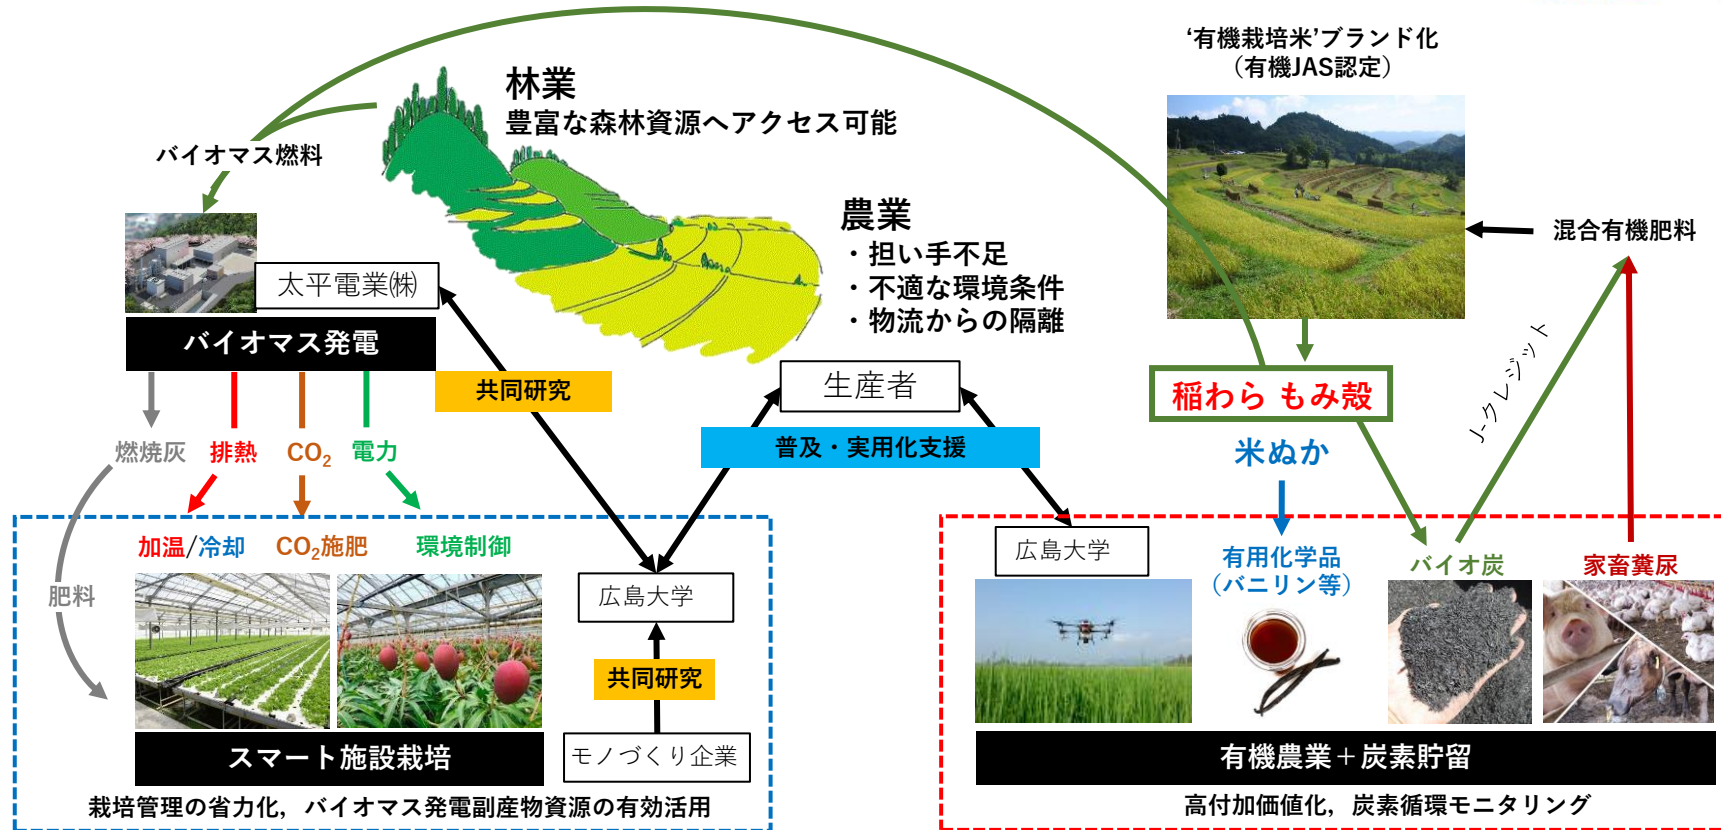 林業
豊富な森林資源へアクセス可能
バイオマス燃料
太平電業㈱
バイオマス発電
農業
・担い手不足
・不適な環境条件
・物流からの隔離
‘有機栽培米’ブランド化
（有機JAS認定）
混合有機肥料
共同研究
生産者
普及・実用化支援
稲わら もみ殻
J-クレジット
米ぬか
燃焼灰
排熱
CO₂
電力
肥料
加温/冷却
CO₂施肥
環境制御
広島大学
共同研究
モノづくり企業
スマート施設栽培
栽培管理の省力化，バイオマス発電副産物資源の有効活用
広島大学
有用化学品
（バニリン等）
バイオ炭
家畜糞尿
有機農業＋炭素貯留
高付加価値化，炭素循環モニタリング